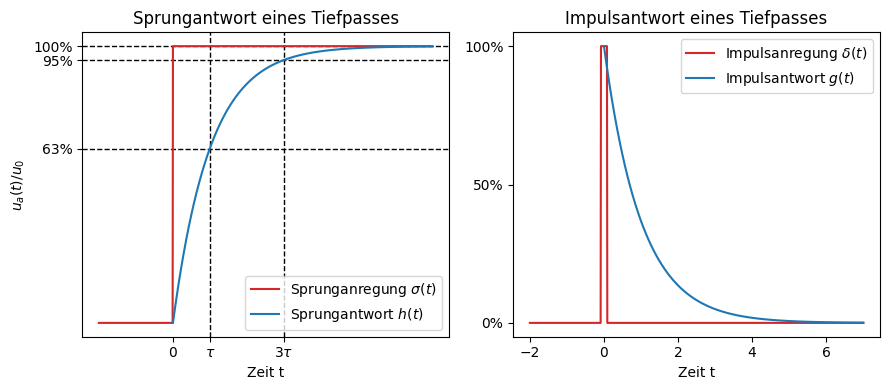 Sprungantwort eines Tiefpasses
100%
95%
63%
u_a(t)/u_0
Sprunganregung σ(t)
Sprungantwort h(t)
0 τ 3τ
Zeit t
Impulsantwort eines Tiefpasses
100%
50%
0%
Impulsanregung δ(t)
Impulsantwort g(t)
−2 0 2 4 6
Zeit t